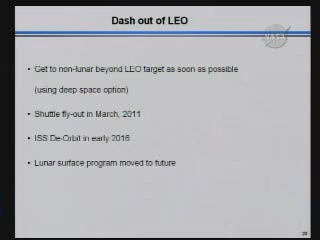 Dash out of LEO
• Get to non-lunar beyond LEO target as soon as possible
(using deep space option)
• Shuttle fly-out in March, 2011
• ISS De-Orbit in early 2016
• Lunar surface program moved to future